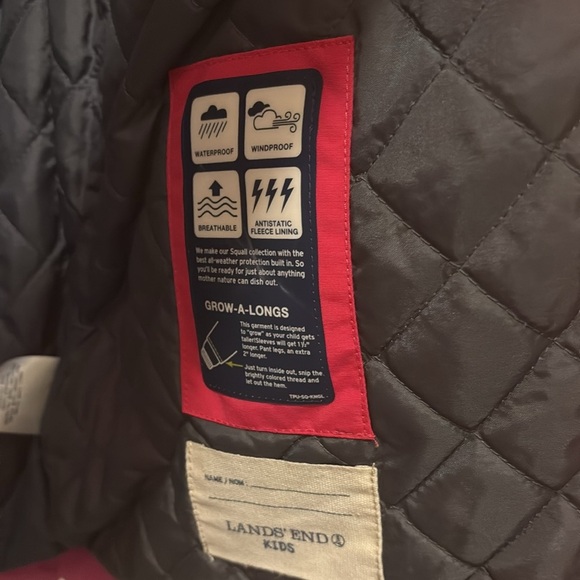 WATERPROOF
WINDPROOF
BREATHABLE
ANTISTATIC
FLEECE LINING
We make our Squall collection with the
best all-weather protection built in. So
you'll be ready for just about anything
mother nature can dish out.
GROW-A-LONGS
This garment is designed
to "grow" as your child gets
taller!Sleeves will get 1½"
longer. Pant legs, an extra
2" longer.
Just turn inside out, snip the
brightly colored thread and
let out the hem.
TPU-SQ-KWGL
NAME / NOM
LANDS' END
KIDS